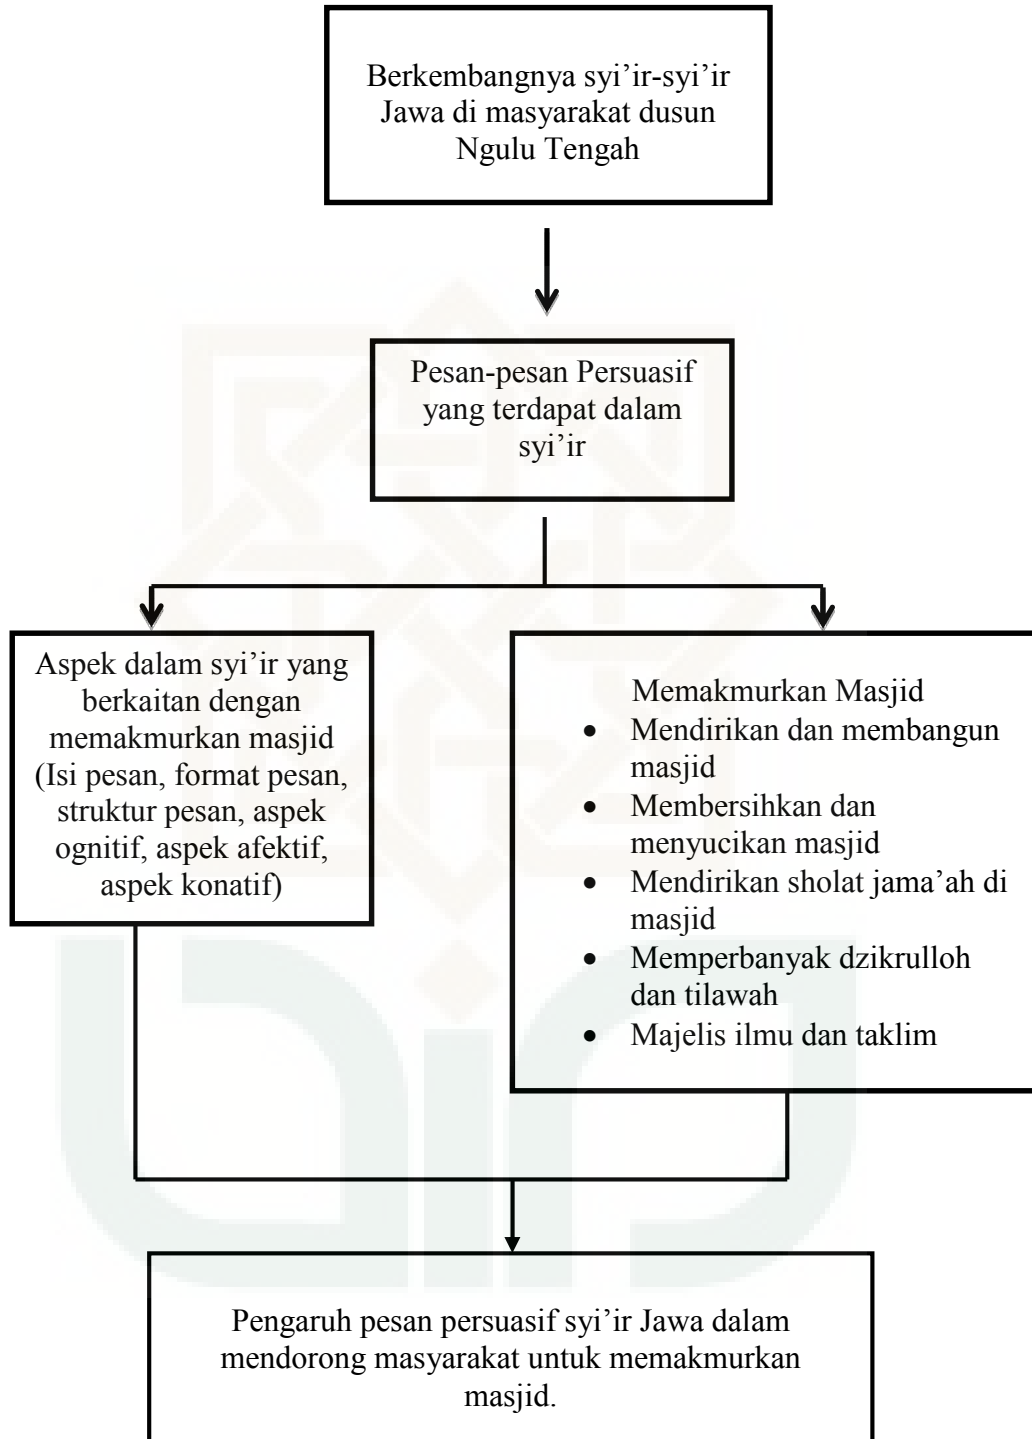 Berkembangnya syi’ir-syi’ir
Jawa di masyarakat dusun
Ngulu Tengah
Pesan-pesan Persuasif
yang terdapat dalam
syi’ir
Aspek dalam syi’ir yang
berkaitan dengan
memakmurkan masjid
(Isi pesan, format pesan,
struktur pesan, aspek
ognitif, aspek afektif,
aspek konatif)
Memakmurkan Masjid
• Mendirikan dan membangun
masjid
• Membersihkan dan
menyucikan masjid
• Mendirikan sholat jama’ah di
masjid
• Memperbanyak dzikrulloh
dan tilawah
• Majelis ilmu dan taklim
Pengaruh pesan persuasif syi’ir Jawa dalam
mendorong masyarakat untuk memakmurkan
masjid.